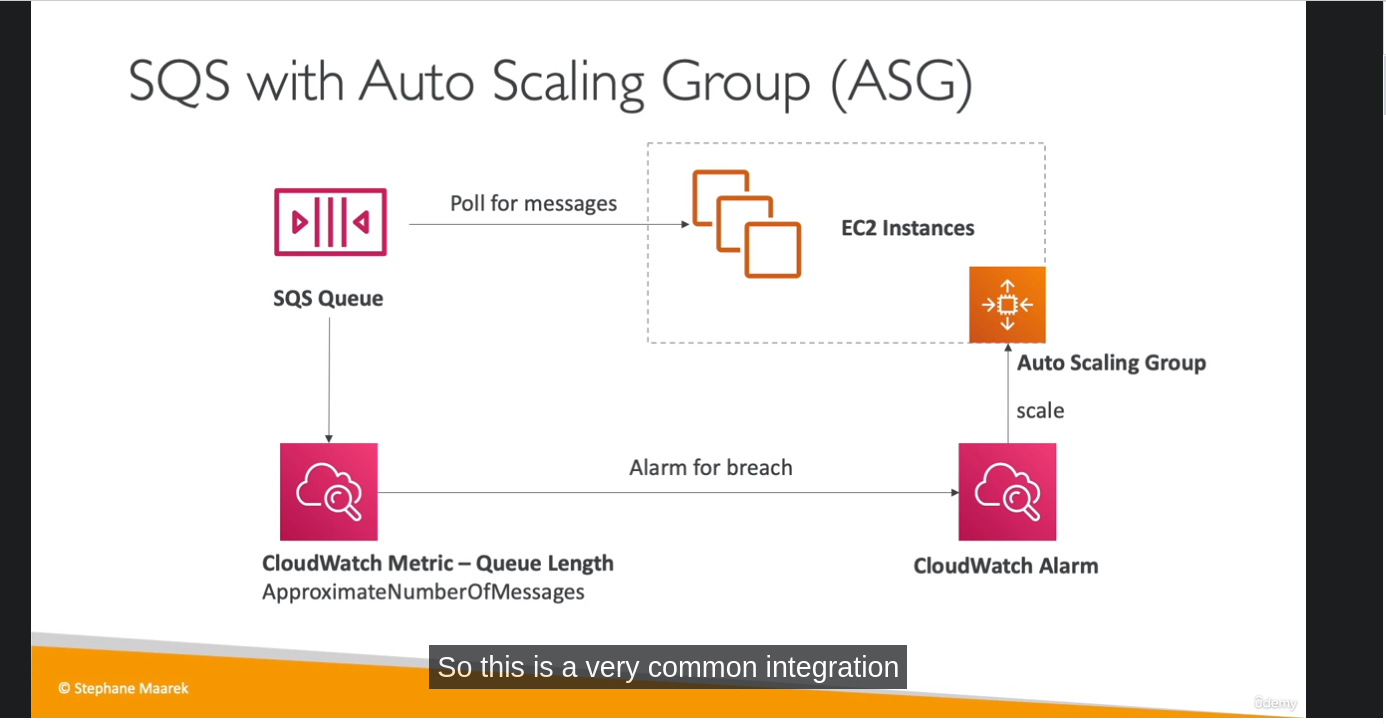 SQS with Auto Scaling Group (ASG)
Poll for messages
EC2 Instances
SQS Queue
Auto Scaling Group
scale
Alarm for breach
CloudWatch Metric – Queue Length
ApproximateNumberOfMessages
CloudWatch Alarm
So this is a very common integration
© Stephane Maarek
ûdemy